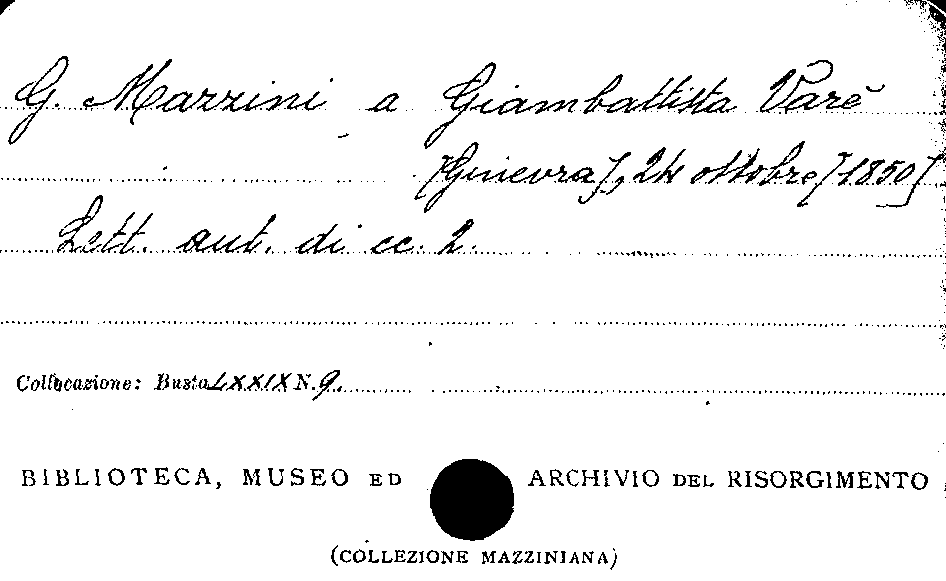 G. Mazzini a Giambattista Varè
[Ginevra], 24 ottobre [1850]
Lett. aut. di cc. 2.
Collocazione: Busta LXXIX N. 9.
BIBLIOTECA, MUSEO ED ARCHIVIO DEL RISORGIMENTO
(COLLEZIONE MAZZINIANA)